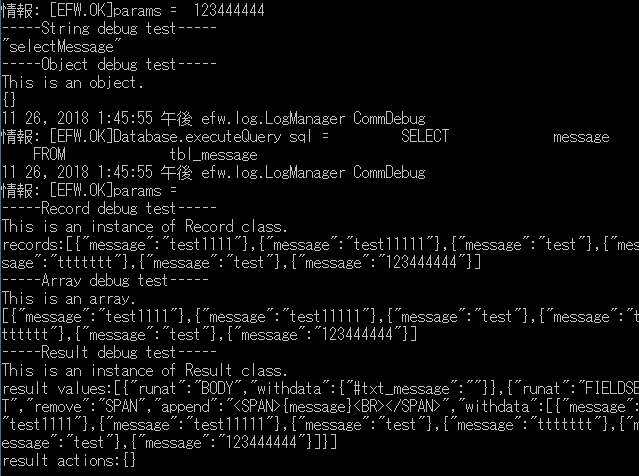 情報: [EFW.OK]params =  123444444
-----String debug test-----
"selectMessage"
-----Object debug test-----
This is an object.
{}
11 26, 2018 1:45:55 午後 efw.log.LogManager CommDebug
情報: [EFW.OK]Database.executeQuery sql =        SELECT            message
    FROM            tbl_message
11 26, 2018 1:45:55 午後 efw.log.LogManager CommDebug
情報: [EFW.OK]params =
-----Record debug test-----
This is an instance of Record class.
records:[{"message":"test1111"},{"message":"test11111"},{"message":"test"},{"mes
sage":"ttttttt"},{"message":"test"},{"message":"123444444"}]
-----Array debug test-----
This is an array.
[{"message":"test1111"},{"message":"test11111"},{"message":"test"},{"message":"t
tttttt"},{"message":"test"},{"message":"123444444"}]
-----Result debug test-----
This is an instance of Result class.
result values:[{"runat":"BODY","withdata":{"#txt_message":""}},{"runat":"FIELDSE
T","remove":"SPAN","append":"<SPAN>{message}<BR></SPAN>","withdata":[{"message":
"test1111"},{"message":"test11111"},{"message":"test"},{"message":"ttttttt"},{"m
essage":"test"},{"message":"123444444"}]}]
result actions:{}